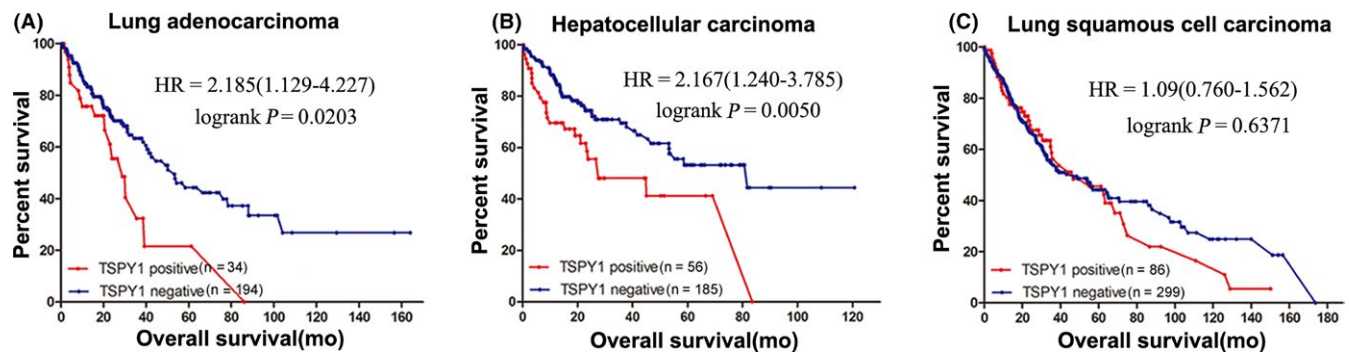 (A) Lung adenocarcinoma
Percent survival
100
80
60
40
20
0
HR = 2.185(1.129-4.227)
logrank P = 0.0203
TSPY1 positive(n = 34)
TSPY1 negative(n = 194)
0 20 40 60 80 100 120 140 160
Overall survival(mo)
(B) Hepatocellular carcinoma
Percent survival
100
80
60
40
20
0
HR = 2.167(1.240-3.785)
logrank P = 0.0050
TSPY1 positive(n = 56)
TSPY1 negative(n = 185)
0 20 40 60 80 100 120
Overall survival(mo)
(C) Lung squamous cell carcinoma
Percent survival
100
80
60
40
20
0
HR = 1.09(0.760-1.562)
logrank P = 0.6371
TSPY1 positive(n = 86)
TSPY1 negative(n = 299)
0 20 40 60 80 100 120 140 160 180
Overall survival(mo)